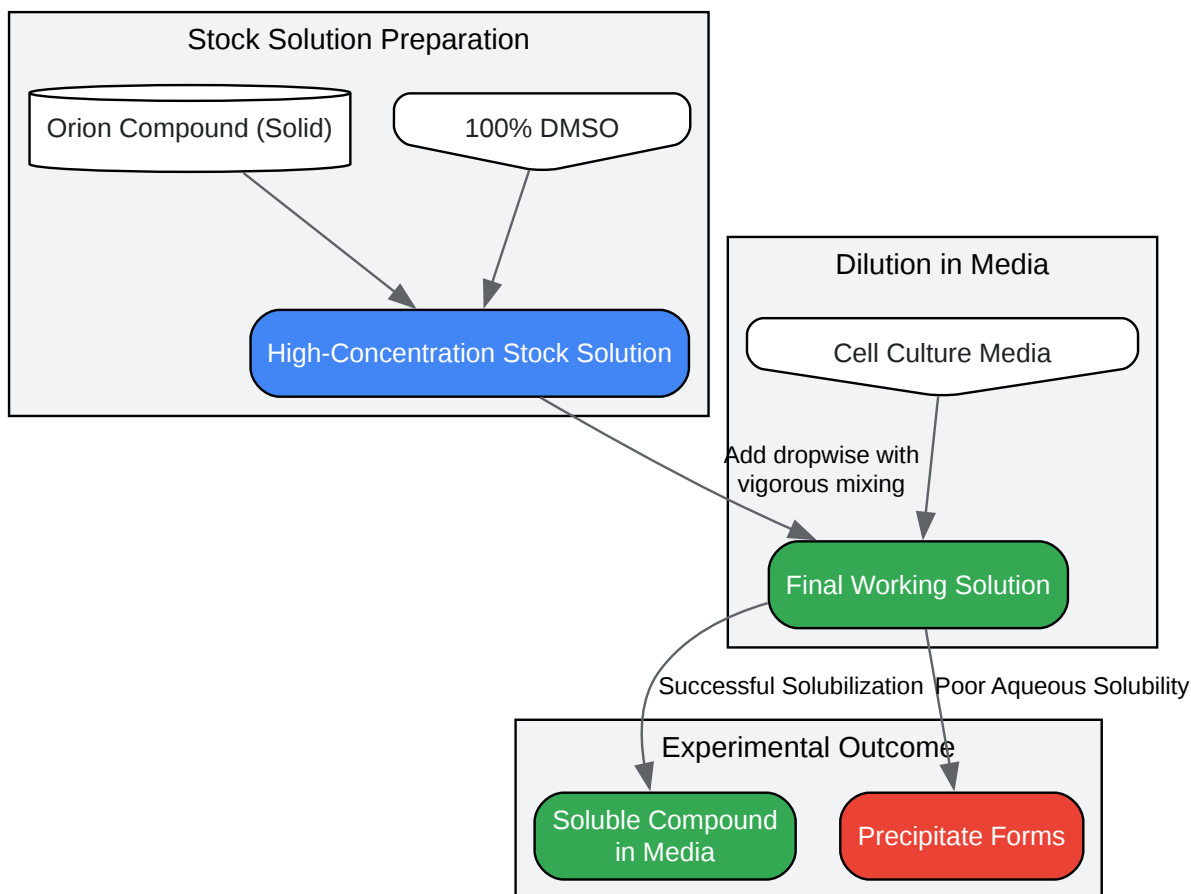 Stock Solution Preparation
Orion Compound (Solid)
100% DMSO
High-Concentration Stock Solution
Dilution in Media
Cell Culture Media
Add dropwise with
vigorous mixing
Final Working Solution
Successful Solubilization
Poor Aqueous Solubility
Experimental Outcome
Soluble Compound
in Media
Precipitate Forms